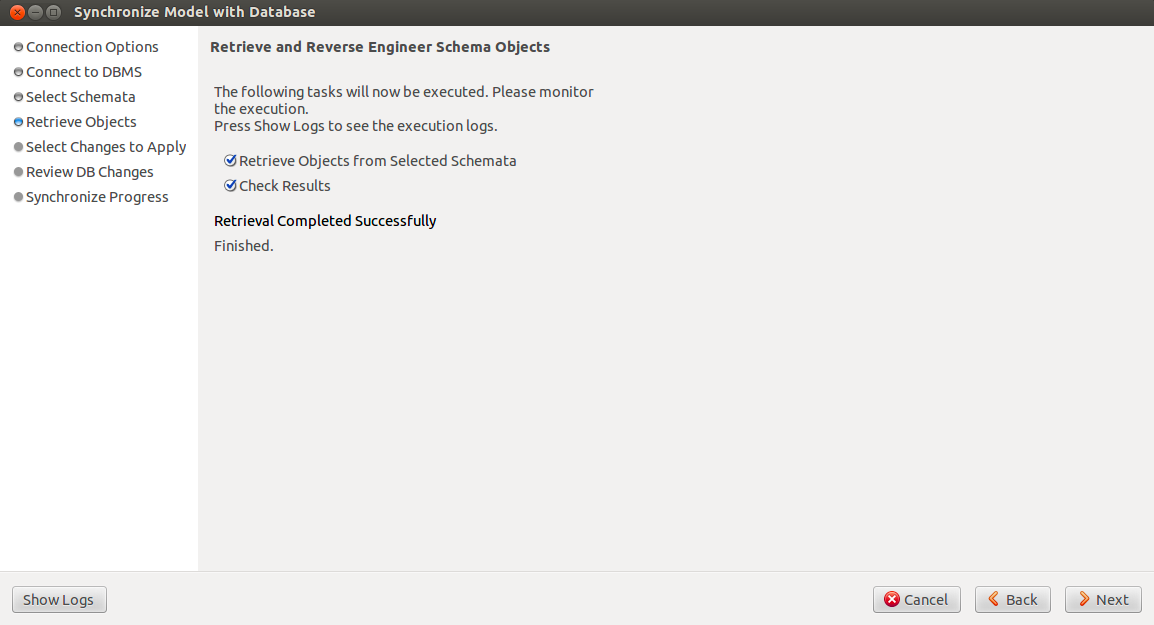 Synchronize Model with Database
Connection Options
Connect to DBMS
Select Schemata
Retrieve Objects
Select Changes to Apply
Review DB Changes
Synchronize Progress
Retrieve and Reverse Engineer Schema Objects
The following tasks will now be executed. Please monitor
the execution.
Press Show Logs to see the execution logs.
Retrieve Objects from Selected Schemata
Check Results
Retrieval Completed Successfully
Finished.
Show Logs
Cancel
Back
Next